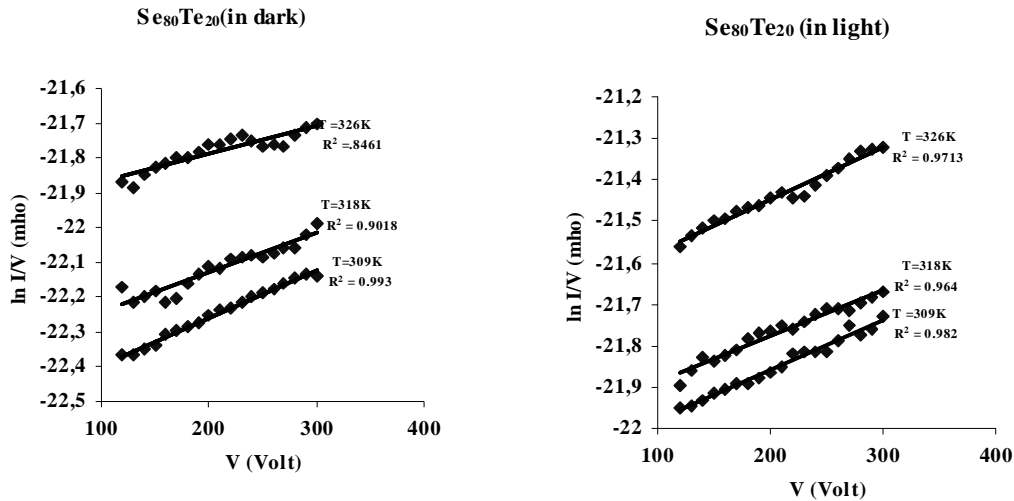 Se₈₀Te₂₀(in dark)
-21,6
-21,7
-21,8
-21,9
-22
-22,1
-22,2
-22,3
-22,4
-22,5
ln I/V (mho)
T =326K
R² =.8461
T=318K
R² = 0.9018
T=309K
R² = 0.993
100
200
300
400
V (Volt)
Se₈₀Te₂₀ (in light)
-21,2
-21,3
-21,4
-21,5
-21,6
-21,7
-21,8
-21,9
-22
ln I/V (mho)
T =326K
R² = 0.9713
T =318K
R² = 0.964
T =309K
R² = 0.982
100
200
300
400
V (Volt)